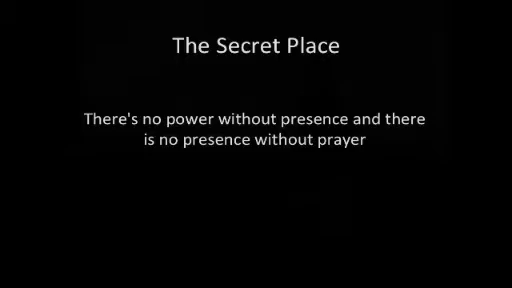 The Secret Place
There's no power without presence and there
is no presence without prayer